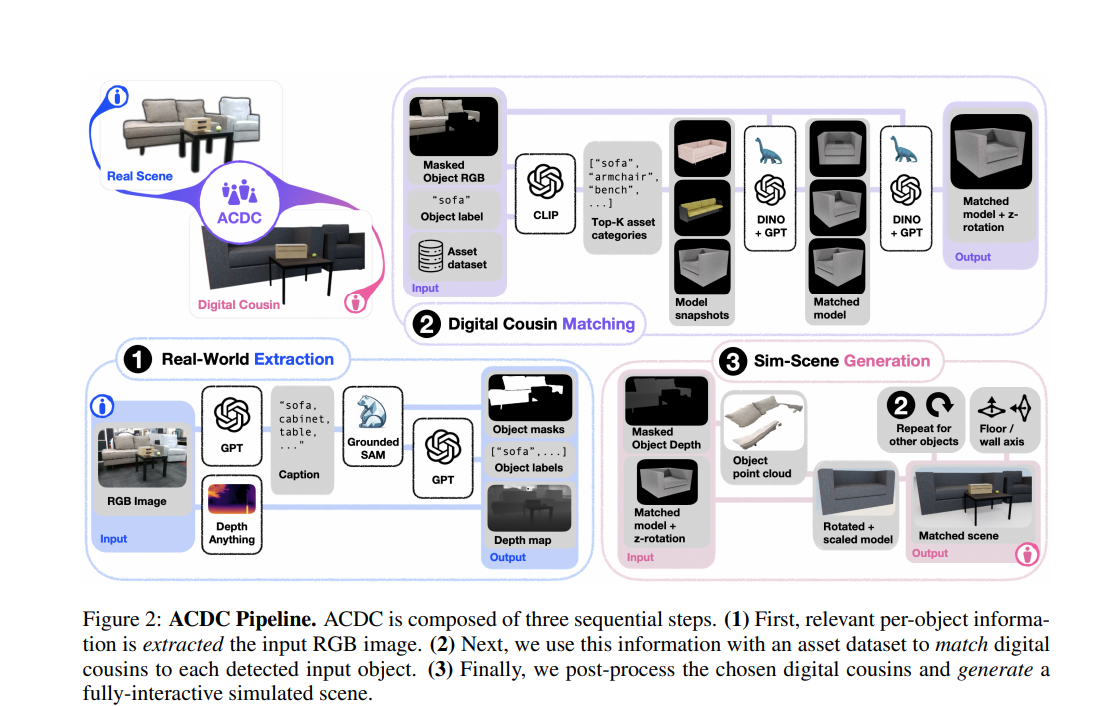 Real Scene
ACDC
Digital Cousin
Masked
Object RGB
"sofa"
Object label
Asset
dataset
Input
CLIP
["sofa",
"armchair",
"bench",
...]
Top-K asset
categories
Model
snapshots
DINO
+ GPT
Matched
model
DINO
+ GPT
Matched
model + z-
rotation
Output
2 Digital Cousin Matching
1 Real-World Extraction
RGB Image
Input
GPT
Depth
Anything
"sofa,
cabinet,
table,
..."
Caption
Grounded
SAM
GPT
Object masks
["sofa",...]
Object labels
Depth map
Output
3 Sim-Scene Generation
Masked
Object Depth
Matched
model +
z-rotation
Input
Object
point cloud
Rotated +
scaled model
2
Repeat for
other objects
Floor /
wall axis
Matched scene
Output
Figure 2: ACDC Pipeline. ACDC is composed of three sequential steps. (1) First, relevant per-object informa-
tion is extracted the input RGB image. (2) Next, we use this information with an asset dataset to match digital
cousins to each detected input object. (3) Finally, we post-process the chosen digital cousins and generate a
fully-interactive simulated scene.